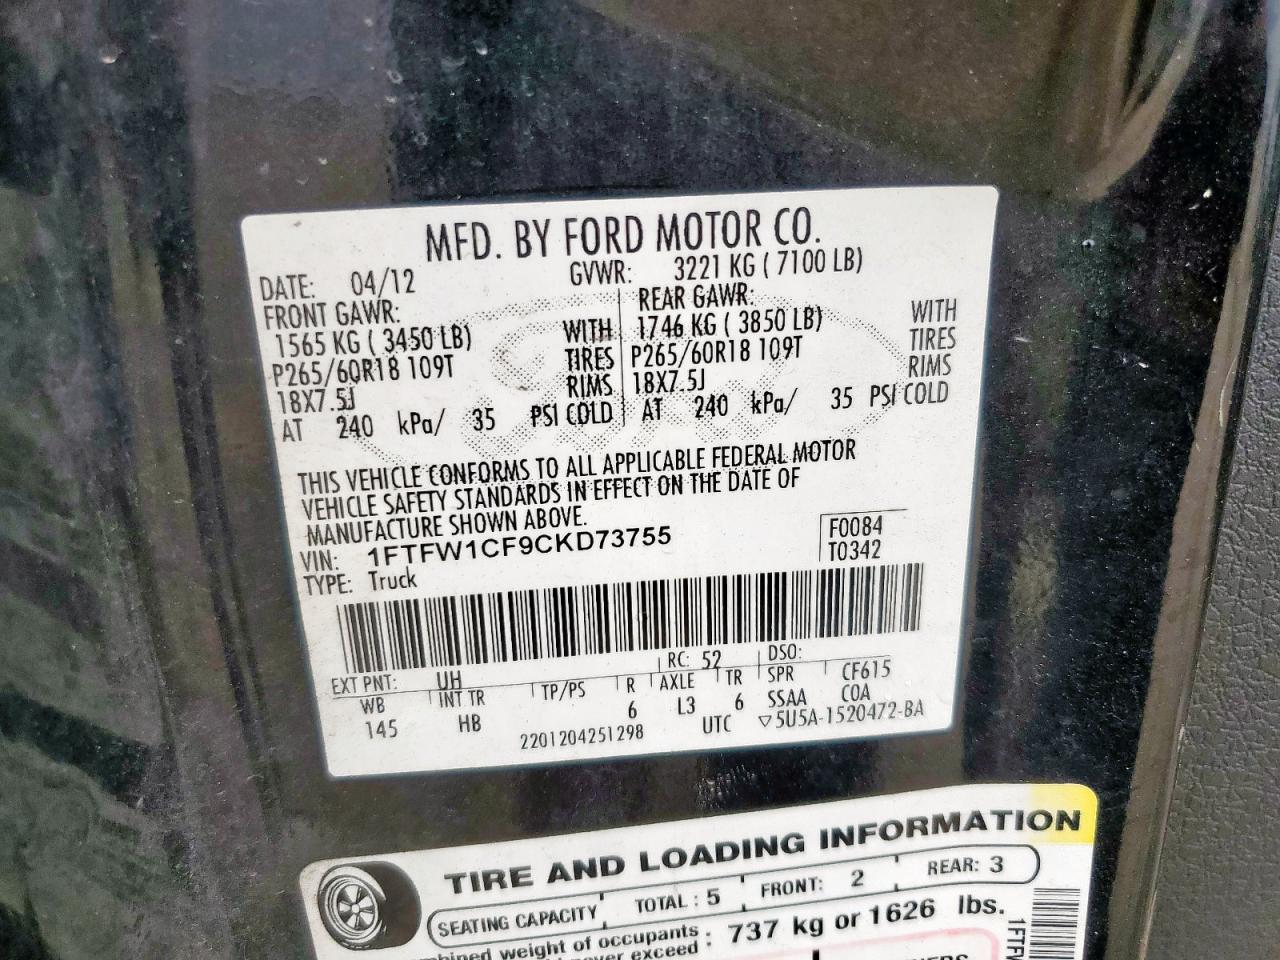 MFD. BY FORD MOTOR CO.
DATE: 04/12 GVWR: 3221 KG ( 7100 LB)
FRONT GAWR: REAR GAWR:
1565 KG ( 3450 LB) WITH 1746 KG ( 3850 LB) WITH
P265/60R18 109T TIRES P265/60R18 109T TIRES
18X7.5J RIMS 18X7.5J RIMS
AT 240 kPa/ 35 PSI COLD AT 240 kPa/ 35 PSI COLD
THIS VEHICLE CONFORMS TO ALL APPLICABLE FEDERAL MOTOR
VEHICLE SAFETY STANDARDS IN EFFECT ON THE DATE OF
MANUFACTURE SHOWN ABOVE.
VIN: 1FTFW1CF9CKD73755 F0084
TYPE: Truck T0342
EXT PNT: UH RC: 52 DSO:
WB INT TR TP/PS R AXLE TR SPR CF615
145 HB 6 L3 6 SSAA COA
2201204251298 UTC ▽5U5A-1520472-BA
TIRE AND LOADING INFORMATION
SEATING CAPACITY TOTAL : 5 FRONT: 2 REAR: 3
weight of occupants : 737 kg or 1626 lbs.
exceed